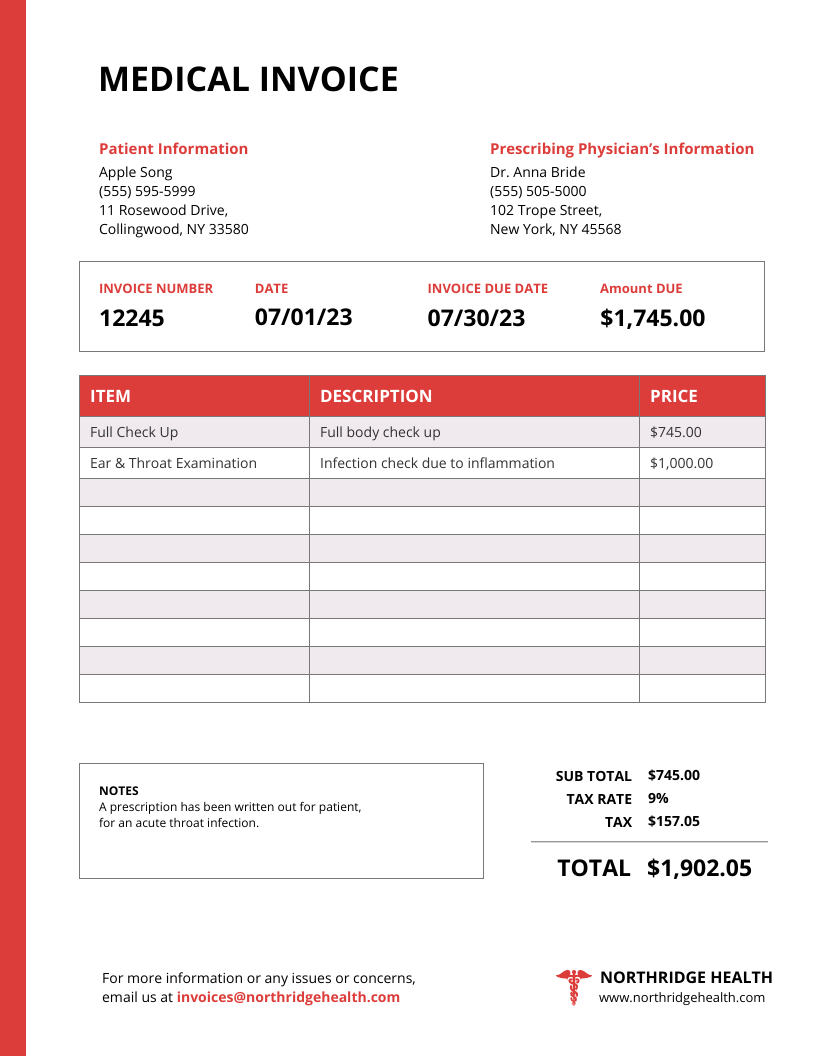 MEDICAL INVOICE
Patient Information
Apple Song
(555) 595-5999
11 Rosewood Drive,
Collingwood, NY 33580
Prescribing Physician’s Information
Dr. Anna Bride
(555) 505-5000
102 Trope Street,
New York, NY 45568
INVOICE NUMBER DATE INVOICE DUE DATE Amount DUE
12245 07/01/23 07/30/23 $1,745.00
ITEM DESCRIPTION PRICE
Full Check Up Full body check up $745.00
Ear & Throat Examination Infection check due to inflammation $1,000.00
NOTES
A prescription has been written out for patient,
for an acute throat infection.
SUB TOTAL $745.00
TAX RATE 9%
TAX $157.05
TOTAL $1,902.05
For more information or any issues or concerns,
email us at invoices@northridgehealth.com
NORTHRIDGE HEALTH
www.northridgehealth.com